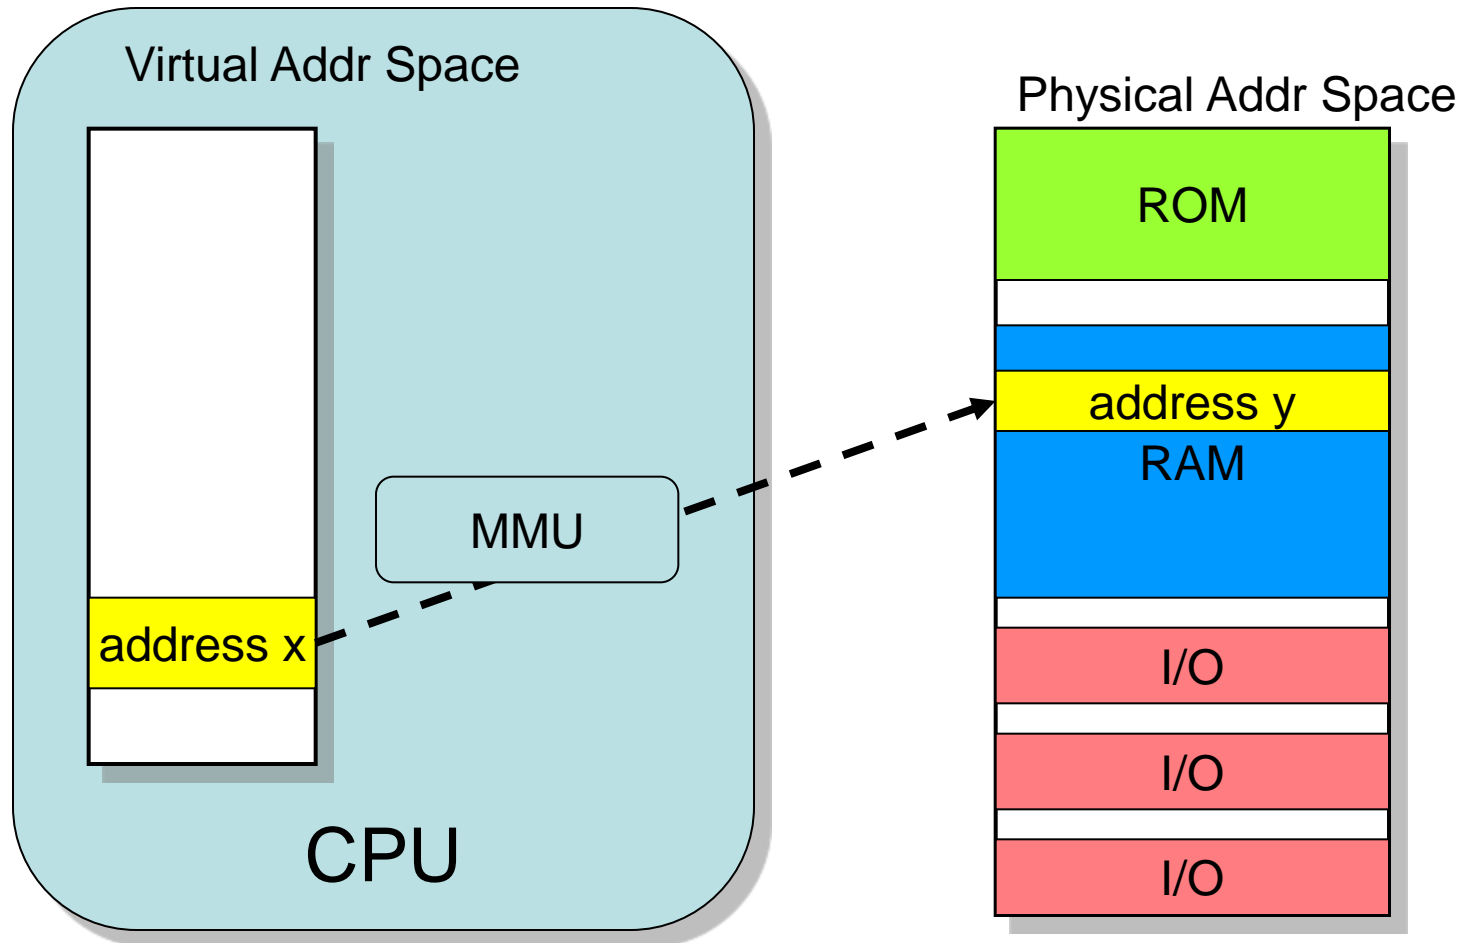 Virtual Addr Space
address x
MMU
CPU
Physical Addr Space
ROM
address y
RAM
I/O
I/O
I/O